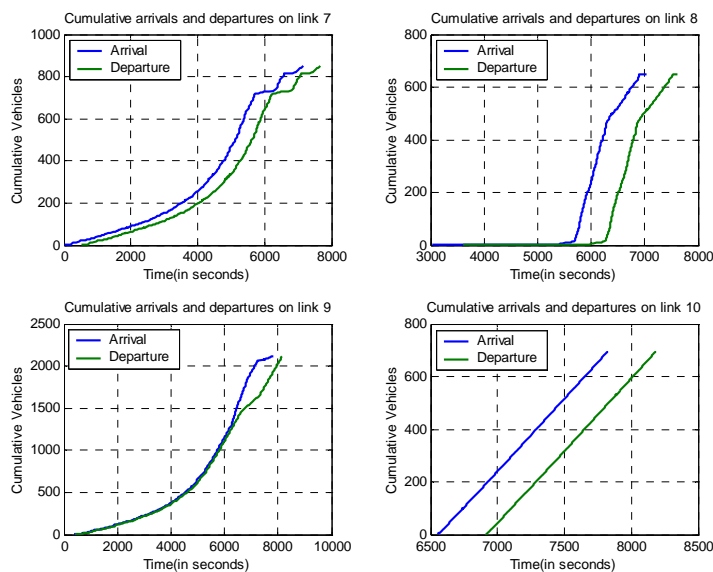 Cumulative arrivals and departures on link 7
1000
800
600
400
200
0
Cumulative Vehicles
Arrival
Departure
0 2000 4000 6000 8000
Time(in seconds)
Cumulative arrivals and departures on link 8
800
600
400
200
0
Cumulative Vehicles
Arrival
Departure
3000 4000 5000 6000 7000 8000
Time(in seconds)
Cumulative arrivals and departures on link 9
2500
2000
1500
1000
500
0
Cumulative Vehicles
Arrival
Departure
0 2000 4000 6000 8000 10000
Time(in seconds)
Cumulative arrivals and departures on link 10
800
600
400
200
0
Cumulative Vehicles
Arrival
Departure
6500 7000 7500 8000 8500
Time(in seconds)